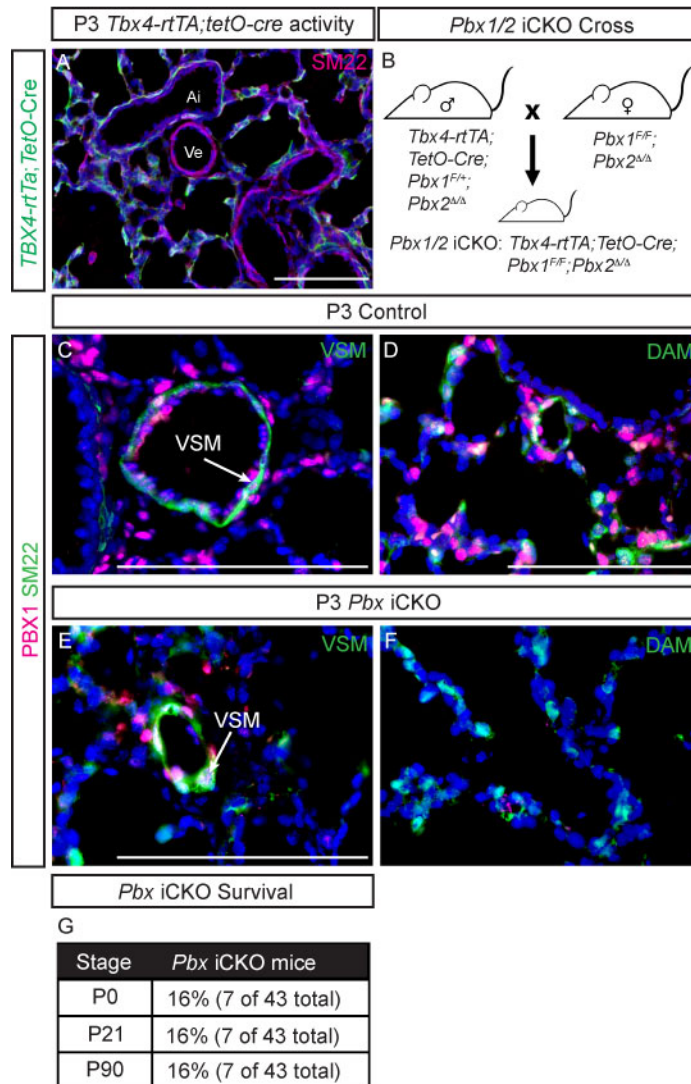 P3 Tbx4-rtTA;tetO-cre activity
Pbx1/2 iCKO Cross
TBX4-rtTa;TetO-Cre
A
SM22
Ai
Ve
B
♂
x
♀
Tbx4-rtTA;
TetO-Cre;
Pbx1F/+;
Pbx2Δ/Δ
Pbx1F/F;
Pbx2Δ/Δ
Pbx1/2 iCKO: Tbx4-rtTA;TetO-Cre;
Pbx1F/F;Pbx2Δ/Δ
P3 Control
PBX1 SM22
C
VSM
VSM
D
DAM
P3 Pbx iCKO
E
VSM
VSM
F
DAM
Pbx iCKO Survival
G
Stage Pbx iCKO mice
P0 16% (7 of 43 total)
P21 16% (7 of 43 total)
P90 16% (7 of 43 total)